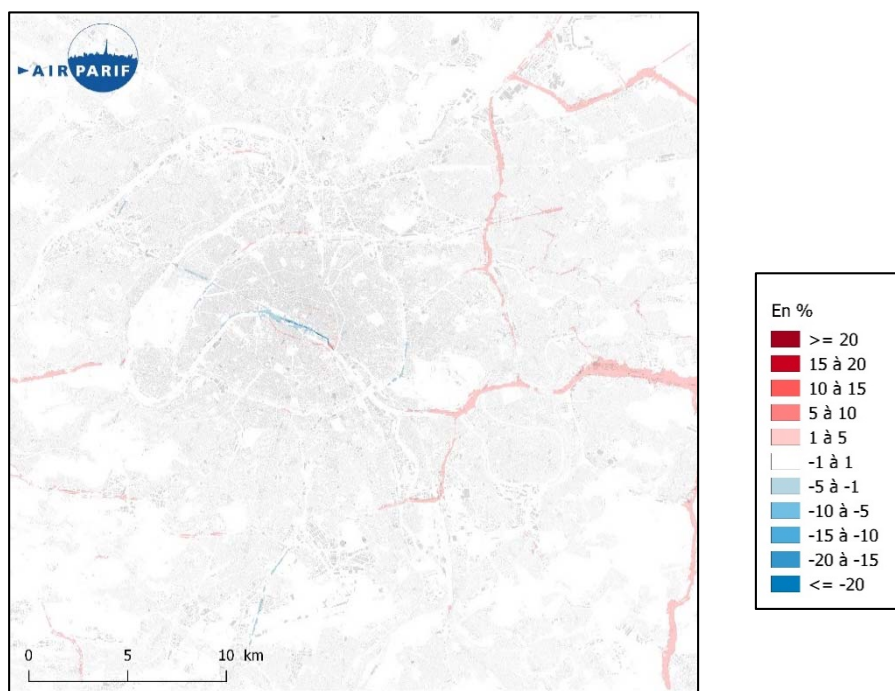 AIRPARIF
0 5 10 km
En %
>= 20
15 à 20
10 à 15
5 à 10
1 à 5
-1 à 1
-5 à -1
-10 à -5
-15 à -10
-20 à -15
<= -20